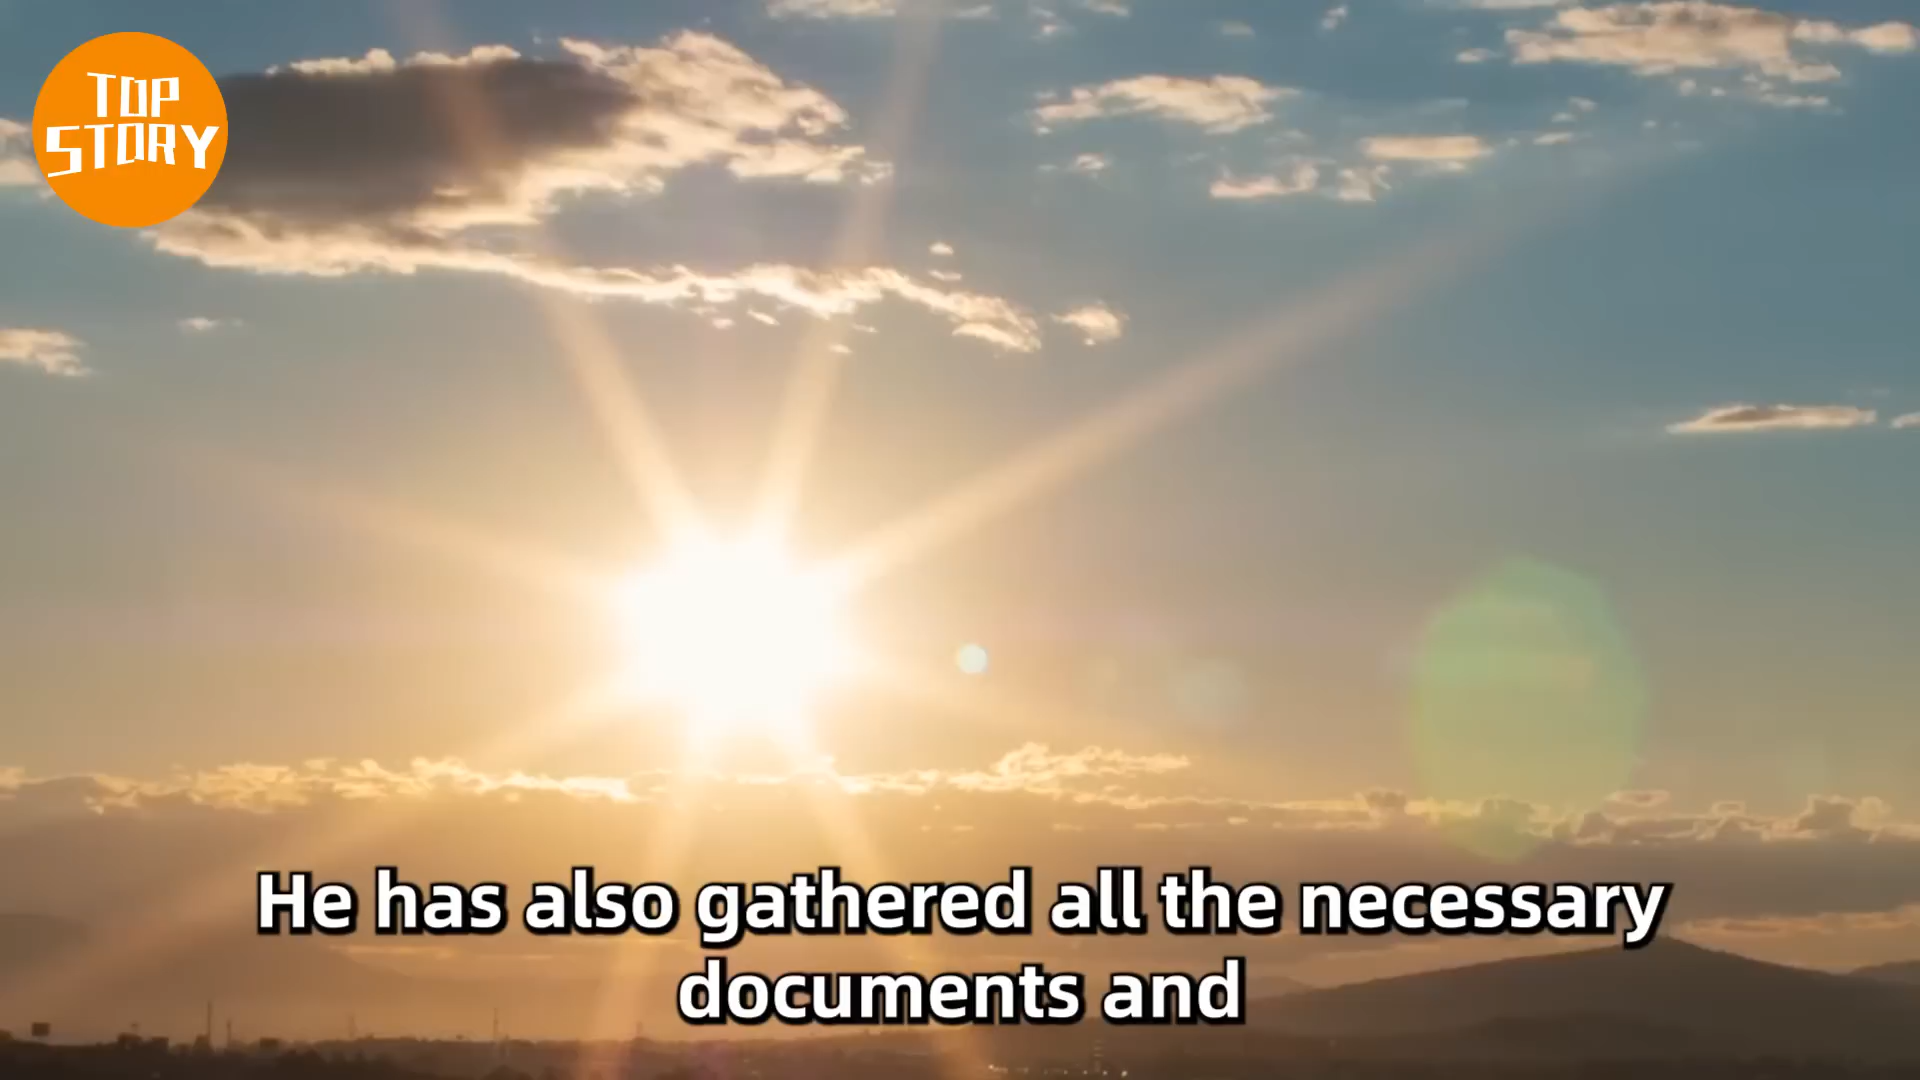 TOP
STORY
He has also gathered all the necessary
documents and